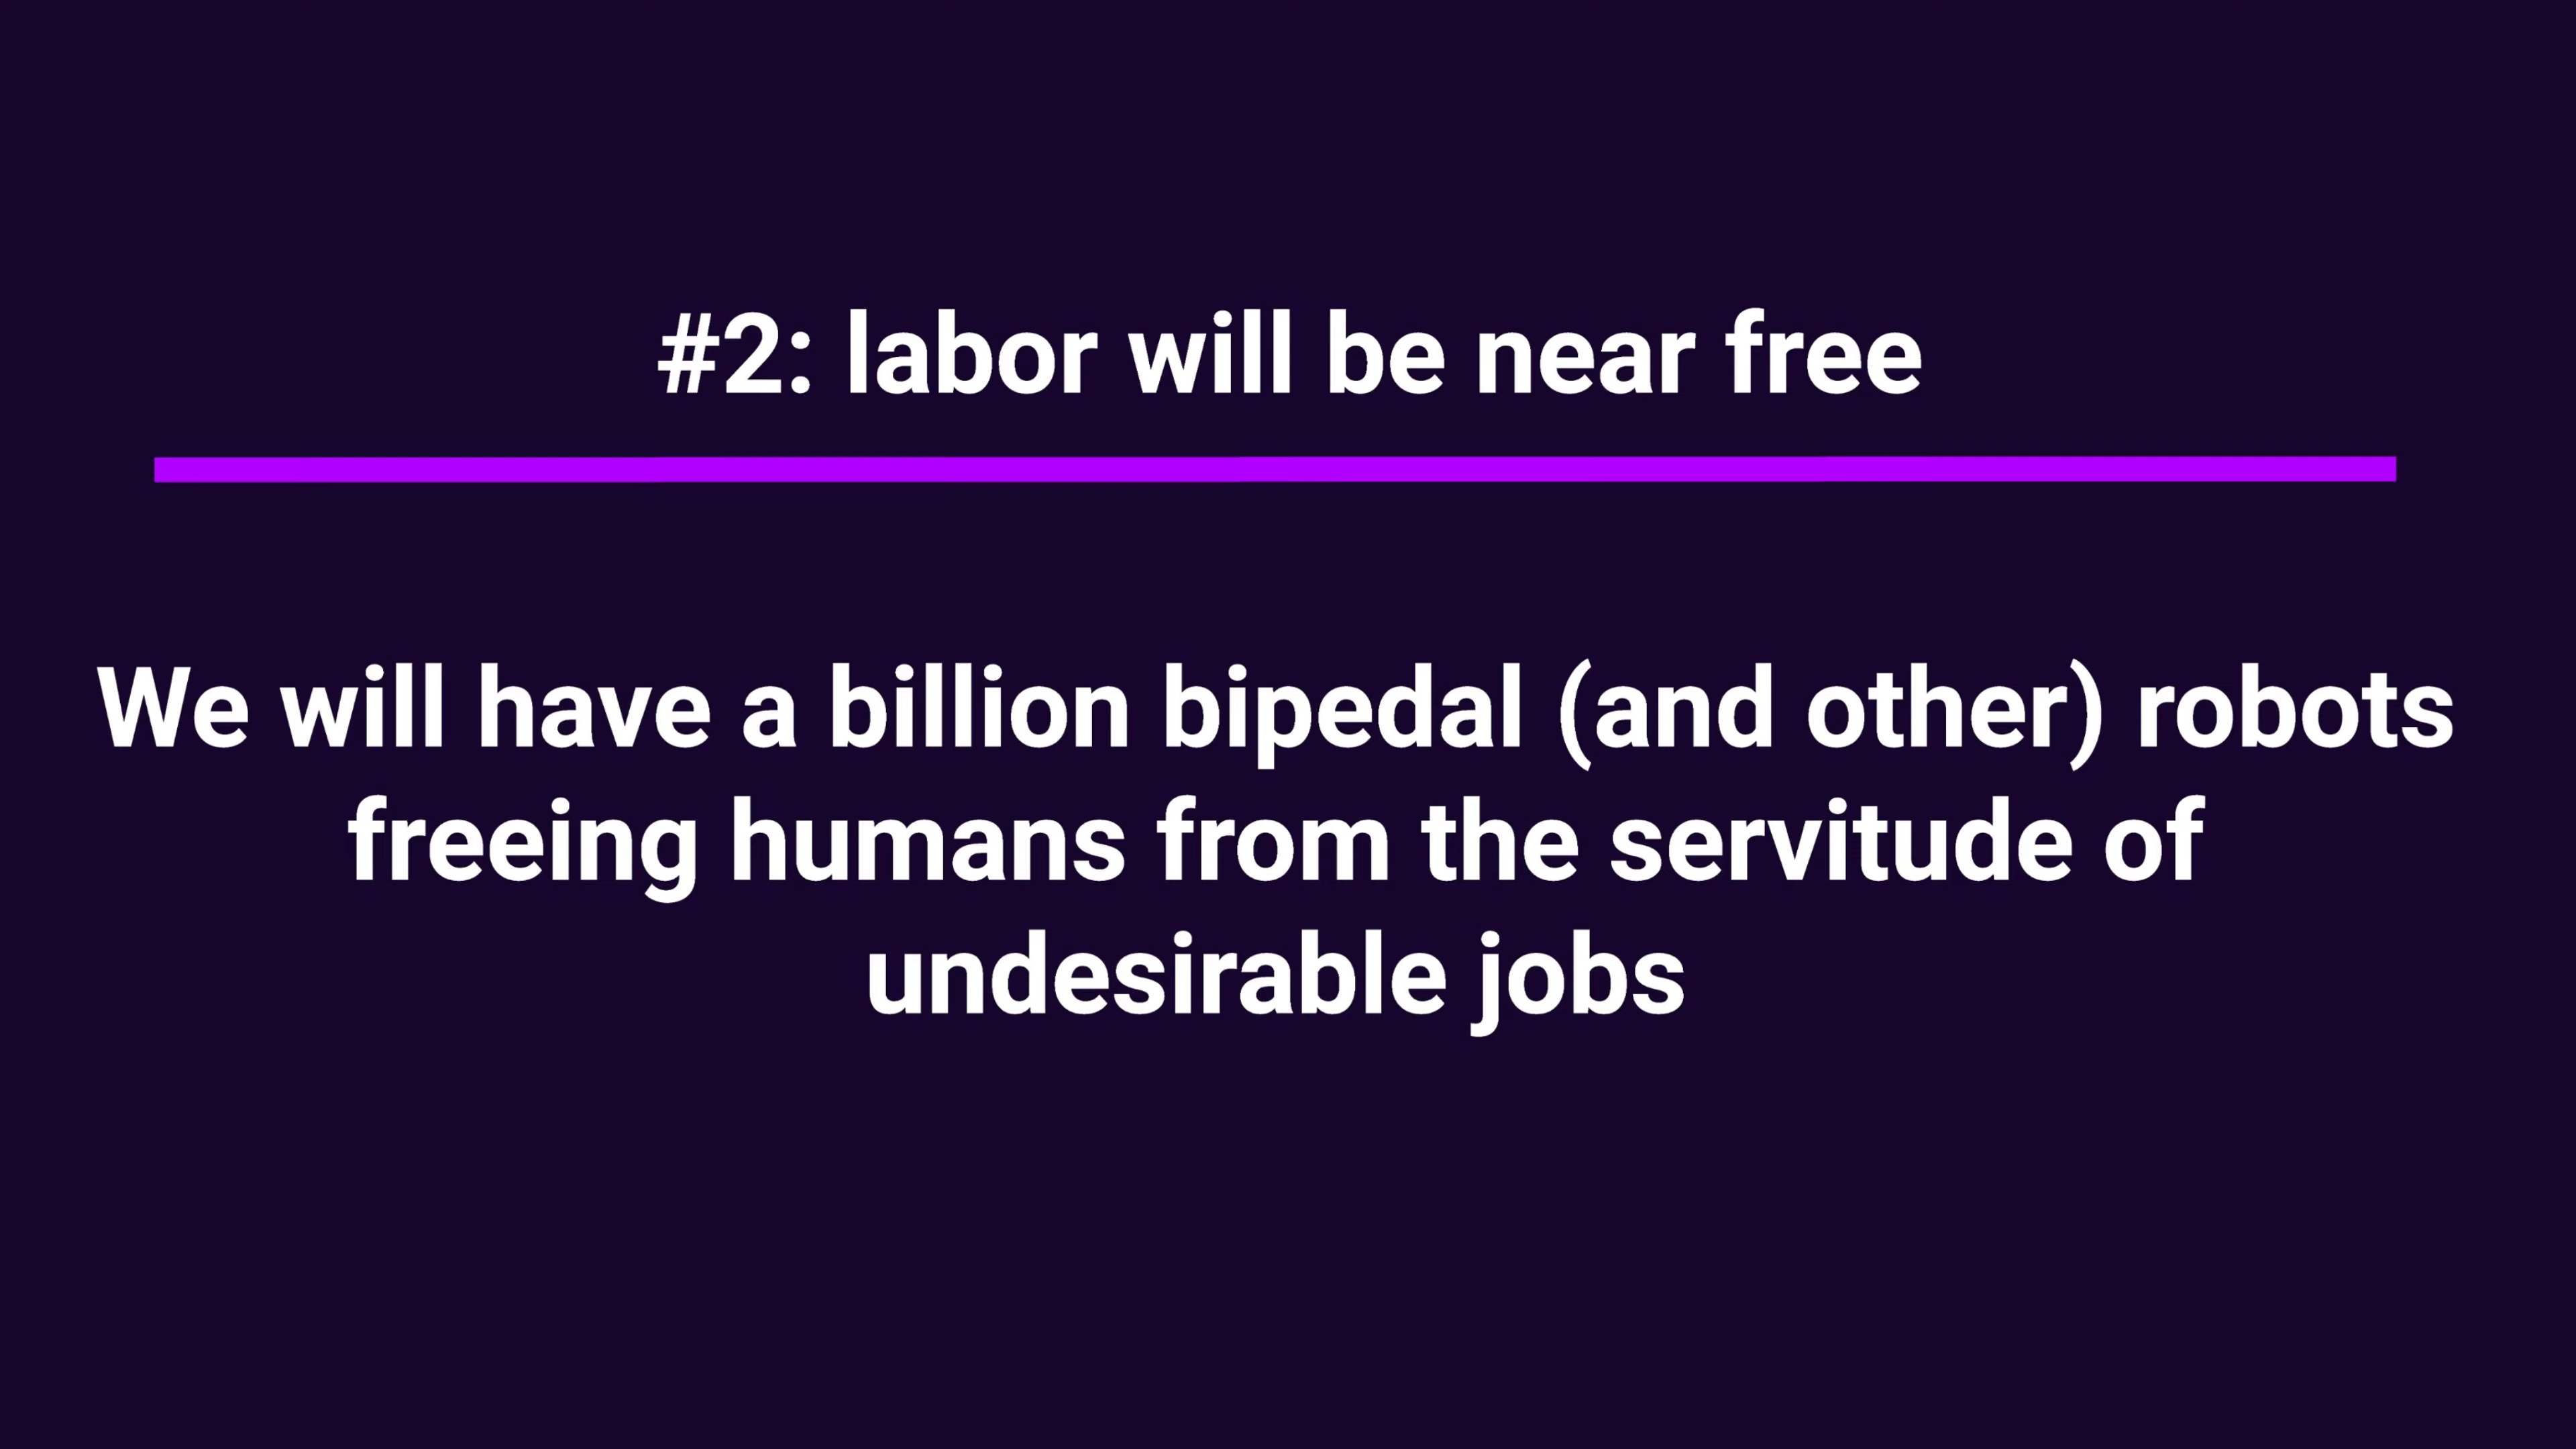 #2: labor will be near free
We will have a billion bipedal (and other) robots
freeing humans from the servitude of
undesirable jobs